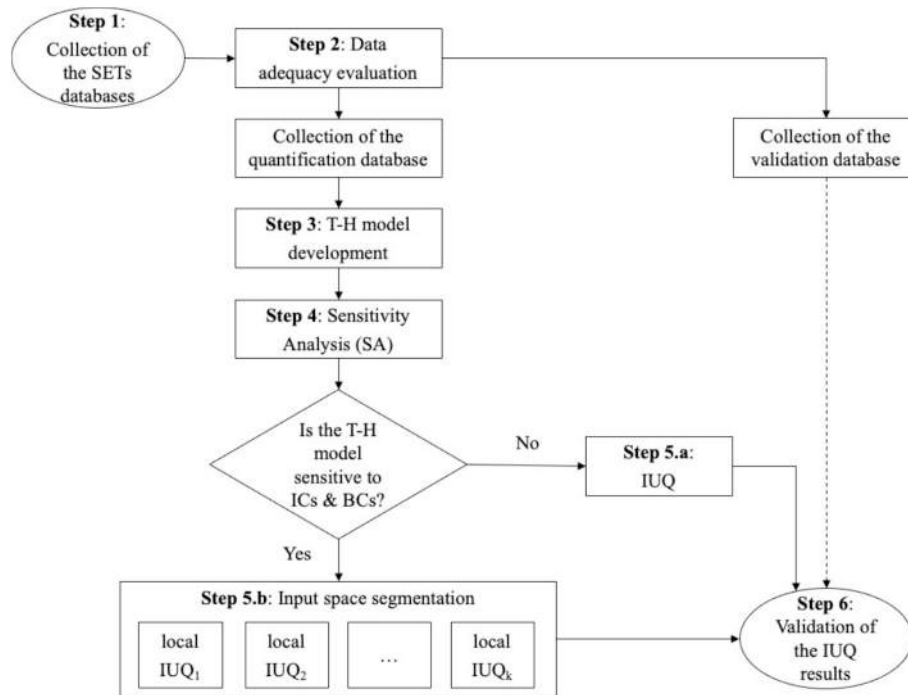 Step 1:
Collection of
the SETs
databases
Step 2: Data
adequacy evaluation
Collection of the
quantification database
Collection of the
validation database
Step 3: T-H model
development
Step 4: Sensitivity
Analysis (SA)
Is the T-H
model
sensitive to
ICs & BCs?
No
Step 5.a:
IUQ
Yes
Step 5.b: Input space segmentation
local
IUQ₁
local
IUQ₂
…
local
IUQₖ
Step 6:
Validation of
the IUQ
results